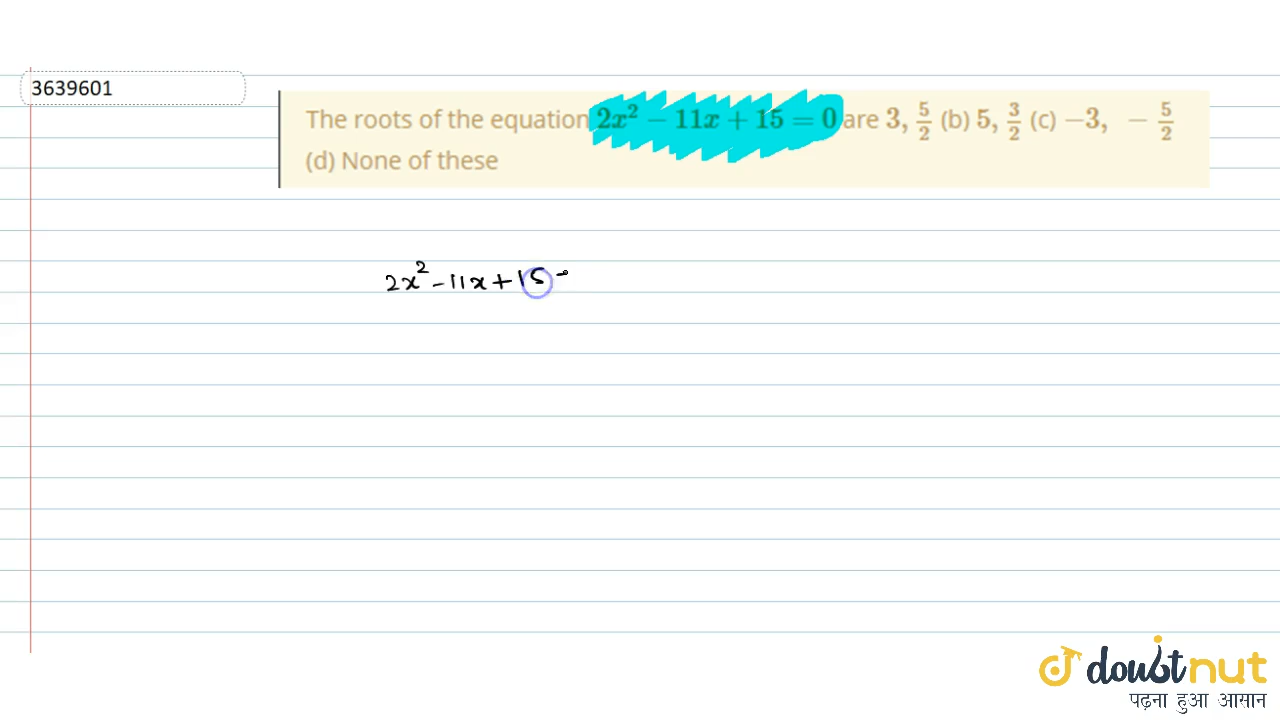 3639601
The roots of the equation 2x² − 11x + 15 = 0 are 3, 5/2 (b) 5, 3/2 (c) −3, − 5/2
(d) None of these
2x² - 11x + 15 =
doubtnut
पढ़ना हुआ आसान